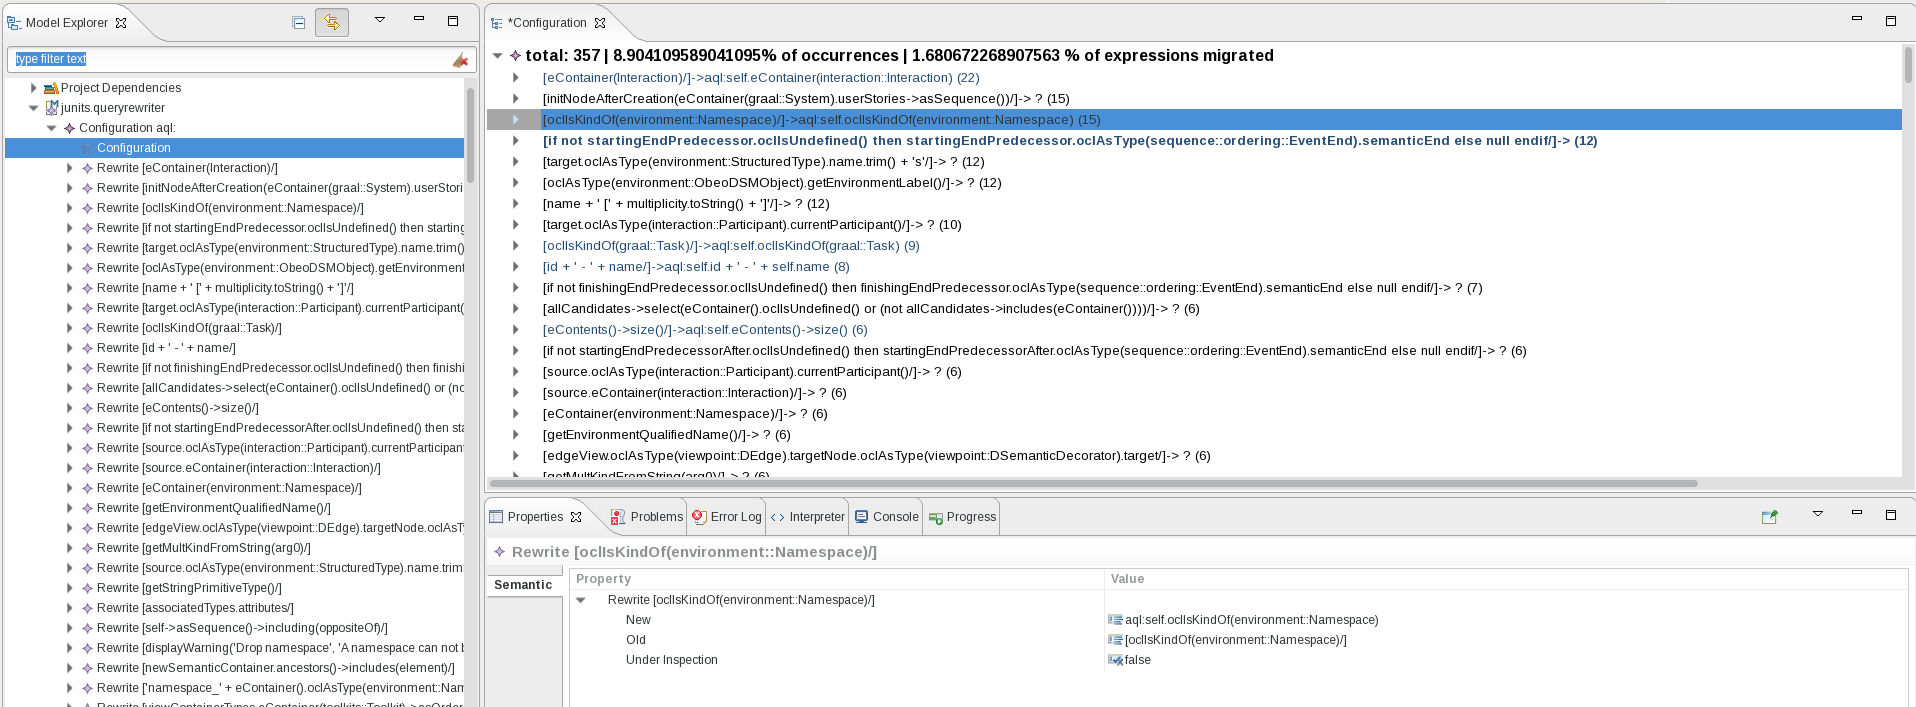 Model Explorer
type filter text
Project Dependencies
junits.queryrewriter
Configuration aql:
Configuration
Rewrite [eContainer(Interaction)/]
Rewrite [initNodeAfterCreation(eContainer(graal::System).userStori
Rewrite [oclIsKindOf(environment::Namespace)/]
Rewrite [if not startingEndPredecessor.oclIsUndefined() then starting
Rewrite [target.oclAsType(environment::StructuredType).name.trim()
Rewrite [oclAsType(environment::ObeoDSMObject).getEnvironment
Rewrite [name + ' [' + multiplicity.toString() + ']'/]
Rewrite [target.oclAsType(interaction::Participant).currentParticipant(
Rewrite [oclIsKindOf(graal::Task)/]
Rewrite [id + ' - ' + name/]
Rewrite [if not finishingEndPredecessor.oclIsUndefined() then finishi
Rewrite [allCandidates->select(eContainer().oclIsUndefined() or (no
Rewrite [eContents()->size()/]
Rewrite [if not startingEndPredecessorAfter.oclIsUndefined() then sta
Rewrite [source.oclAsType(interaction::Participant).currentParticipant
Rewrite [source.eContainer(interaction::Interaction)/]
Rewrite [eContainer(environment::Namespace)/]
Rewrite [getEnvironmentQualifiedName()/]
Rewrite [edgeView.oclAsType(viewpoint::DEdge).targetNode.oclAsTy
Rewrite [getMultKindFromString(arg0)/]
Rewrite [source.oclAsType(environment::StructuredType).name.trim
Rewrite [getStringPrimitiveType()/]
Rewrite [associatedTypes.attributes/]
Rewrite [self->asSequence()->including(oppositeOf)/]
Rewrite [displayWarning('Drop namespace', 'A namespace can not b
Rewrite [newSemanticContainer.ancestors()->includes(element)/]
Rewrite ['namespace_' + eContainer().oclAsType(environment::Nam
Rewrite [viewContainerTypes.eContainer(toolkits::Toolkit)->asOrder
*Configuration
total: 357 | 8.904109589041095% of occurrences | 1.680672268907563 % of expressions migrated
[eContainer(Interaction)/]->aql:self.eContainer(interaction::Interaction) (22)
[initNodeAfterCreation(eContainer(graal::System).userStories->asSequence())/]-> ? (15)
[oclIsKindOf(environment::Namespace)/]->aql:self.oclIsKindOf(environment::Namespace) (15)
[if not startingEndPredecessor.oclIsUndefined() then startingEndPredecessor.oclAsType(sequence::ordering::EventEnd).semanticEnd else null endif/]-> (12)
[target.oclAsType(environment::StructuredType).name.trim() + 's'/]-> ? (12)
[oclAsType(environment::ObeoDSMObject).getEnvironmentLabel()/]-> ? (12)
[name + ' [' + multiplicity.toString() + ']'/]-> ? (12)
[target.oclAsType(interaction::Participant).currentParticipant()/]-> ? (10)
[oclIsKindOf(graal::Task)/]->aql:self.oclIsKindOf(graal::Task) (9)
[id + ' - ' + name/]->aql:self.id + ' - ' + self.name (8)
[if not finishingEndPredecessor.oclIsUndefined() then finishingEndPredecessor.oclAsType(sequence::ordering::EventEnd).semanticEnd else null endif/]-> ? (7)
[allCandidates->select(eContainer().oclIsUndefined() or (not allCandidates->includes(eContainer())))/]-> ? (6)
[eContents()->size()/]->aql:self.eContents()->size() (6)
[if not startingEndPredecessorAfter.oclIsUndefined() then startingEndPredecessorAfter.oclAsType(sequence::ordering::EventEnd).semanticEnd else null endif/]-> ? (6)
[source.oclAsType(interaction::Participant).currentParticipant()/]-> ? (6)
[source.eContainer(interaction::Interaction)/]-> ? (6)
[eContainer(environment::Namespace)/]-> ? (6)
[getEnvironmentQualifiedName()/]-> ? (6)
[edgeView.oclAsType(viewpoint::DEdge).targetNode.oclAsType(viewpoint::DSemanticDecorator).target/]-> ? (6)
[getMultKindFromString(arg0)/]-> ? (6)
Properties Problems Error Log Interpreter Console Progress
Rewrite [oclIsKindOf(environment::Namespace)/]
Semantic
Property Value
Rewrite [oclIsKindOf(environment::Namespace)/]
New aql:self.oclIsKindOf(environment::Namespace)
Old [oclIsKindOf(environment::Namespace)/]
Under Inspection false